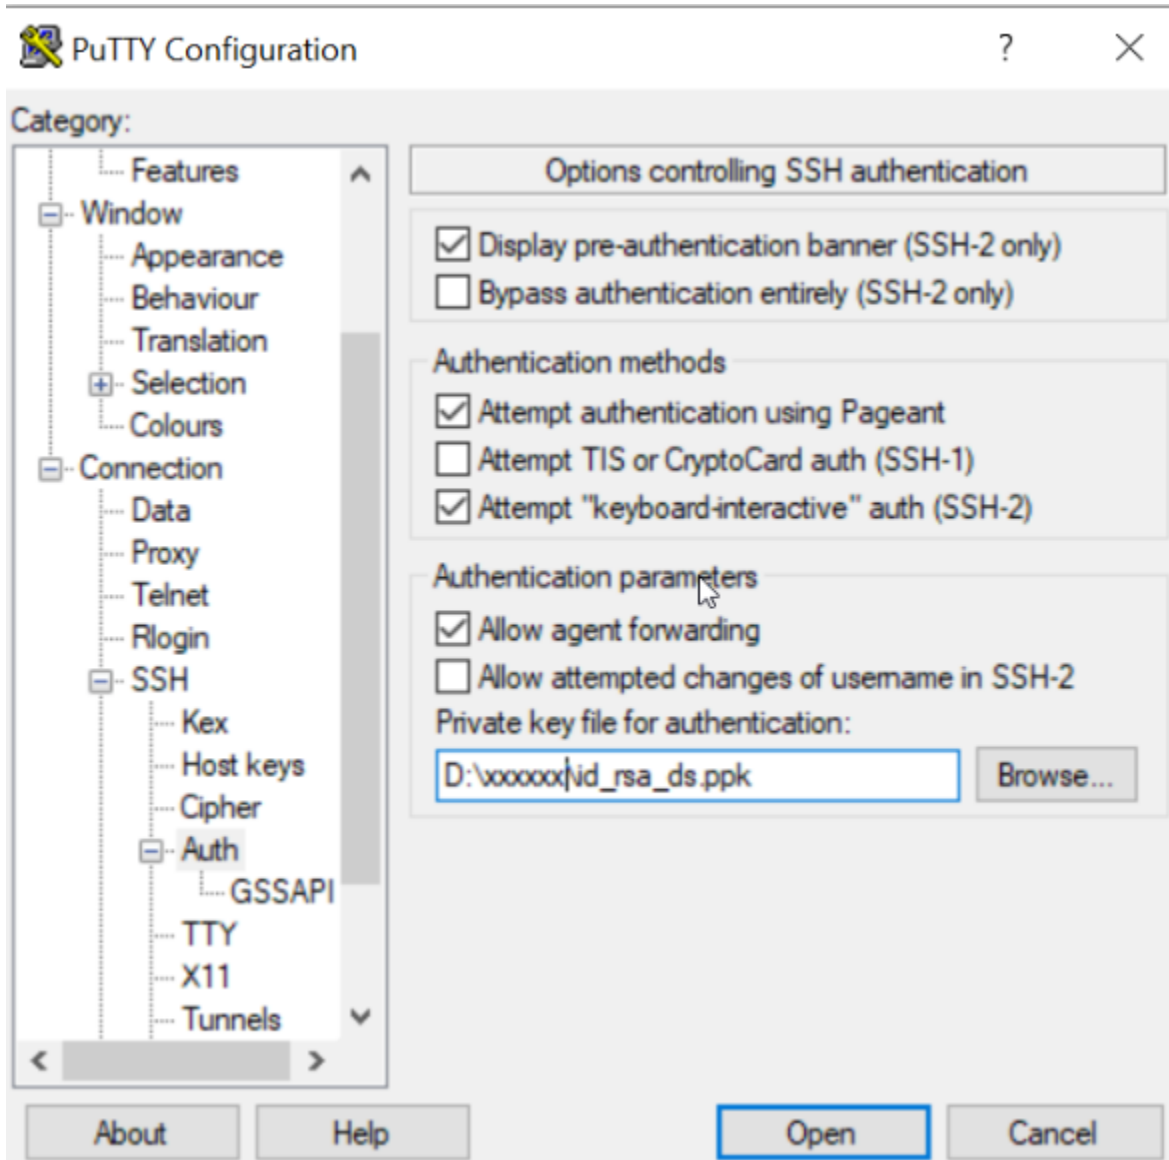 PuTTY Configuration
?
Category:
Features
Window
Appearance
Behaviour
Translation
Selection
Colours
Connection
Data
Proxy
Telnet
Rlogin
SSH
Kex
Host keys
Cipher
Auth
GSSAPI
TTY
X11
Tunnels
Options controlling SSH authentication
Display pre-authentication banner (SSH-2 only)
Bypass authentication entirely (SSH-2 only)
Authentication methods
Attempt authentication using Pageant
Attempt TIS or CryptoCard auth (SSH-1)
Attempt "keyboard-interactive" auth (SSH-2)
Authentication parameters
Allow agent forwarding
Allow attempted changes of username in SSH-2
Private key file for authentication:
D:\xxxxxx\id_rsa_ds.ppk
Browse...
About
Help
Open
Cancel